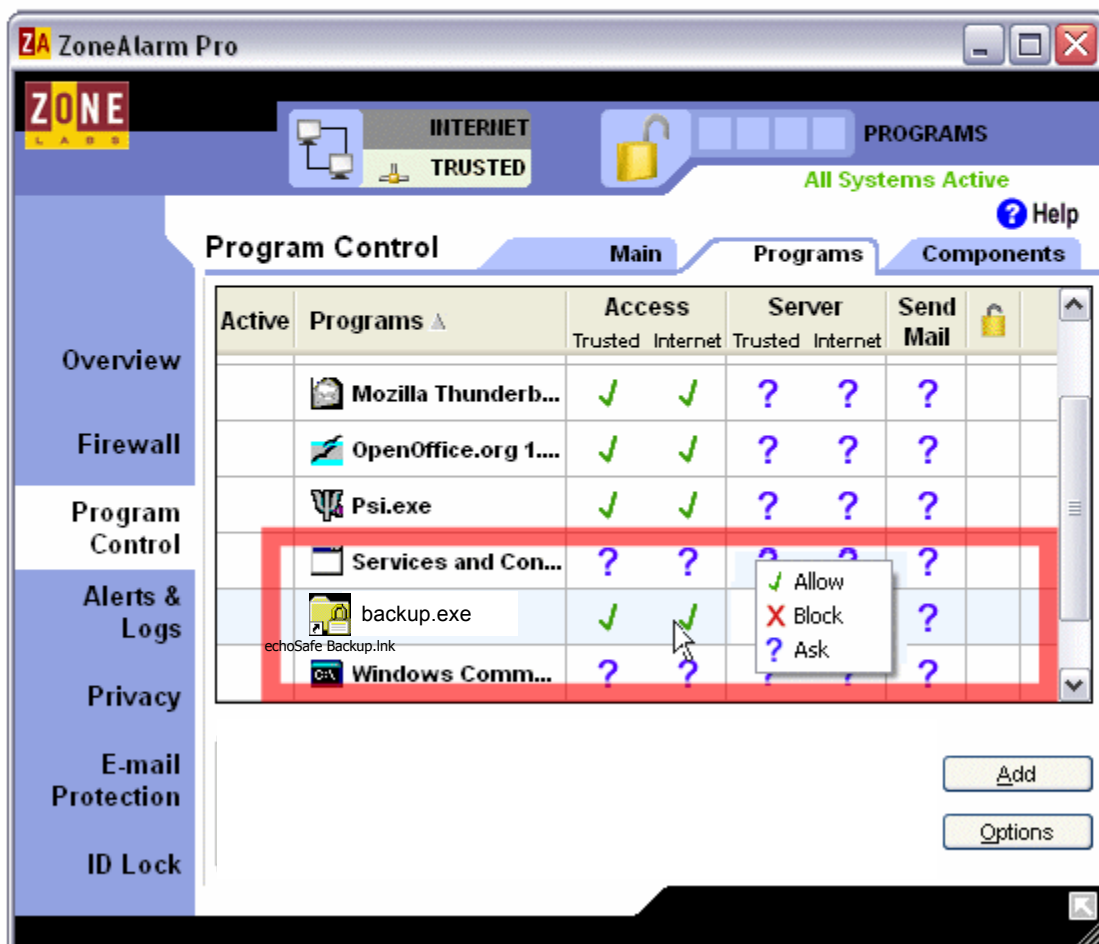 ZA ZoneAlarm Pro
ZONE
LABS
INTERNET
TRUSTED
PROGRAMS
All Systems Active
? Help
Program Control
Main
Programs
Components
Overview
Firewall
Program
Control
Alerts &
Logs
Privacy
E-mail
Protection
ID Lock
Active Programs Access Server Send
Mail
Trusted Internet Trusted Internet
Mozilla Thunderb... ? ? ?
OpenOffice.org 1.... ? ? ?
Psi.exe ? ? ?
Services and Con... ? ? ? ? ?
backup.exe ?
echoSafe Backup.lnk
C:\ Windows Comm... ? ? ? ? ?
Allow
X Block
? Ask
Add
Options